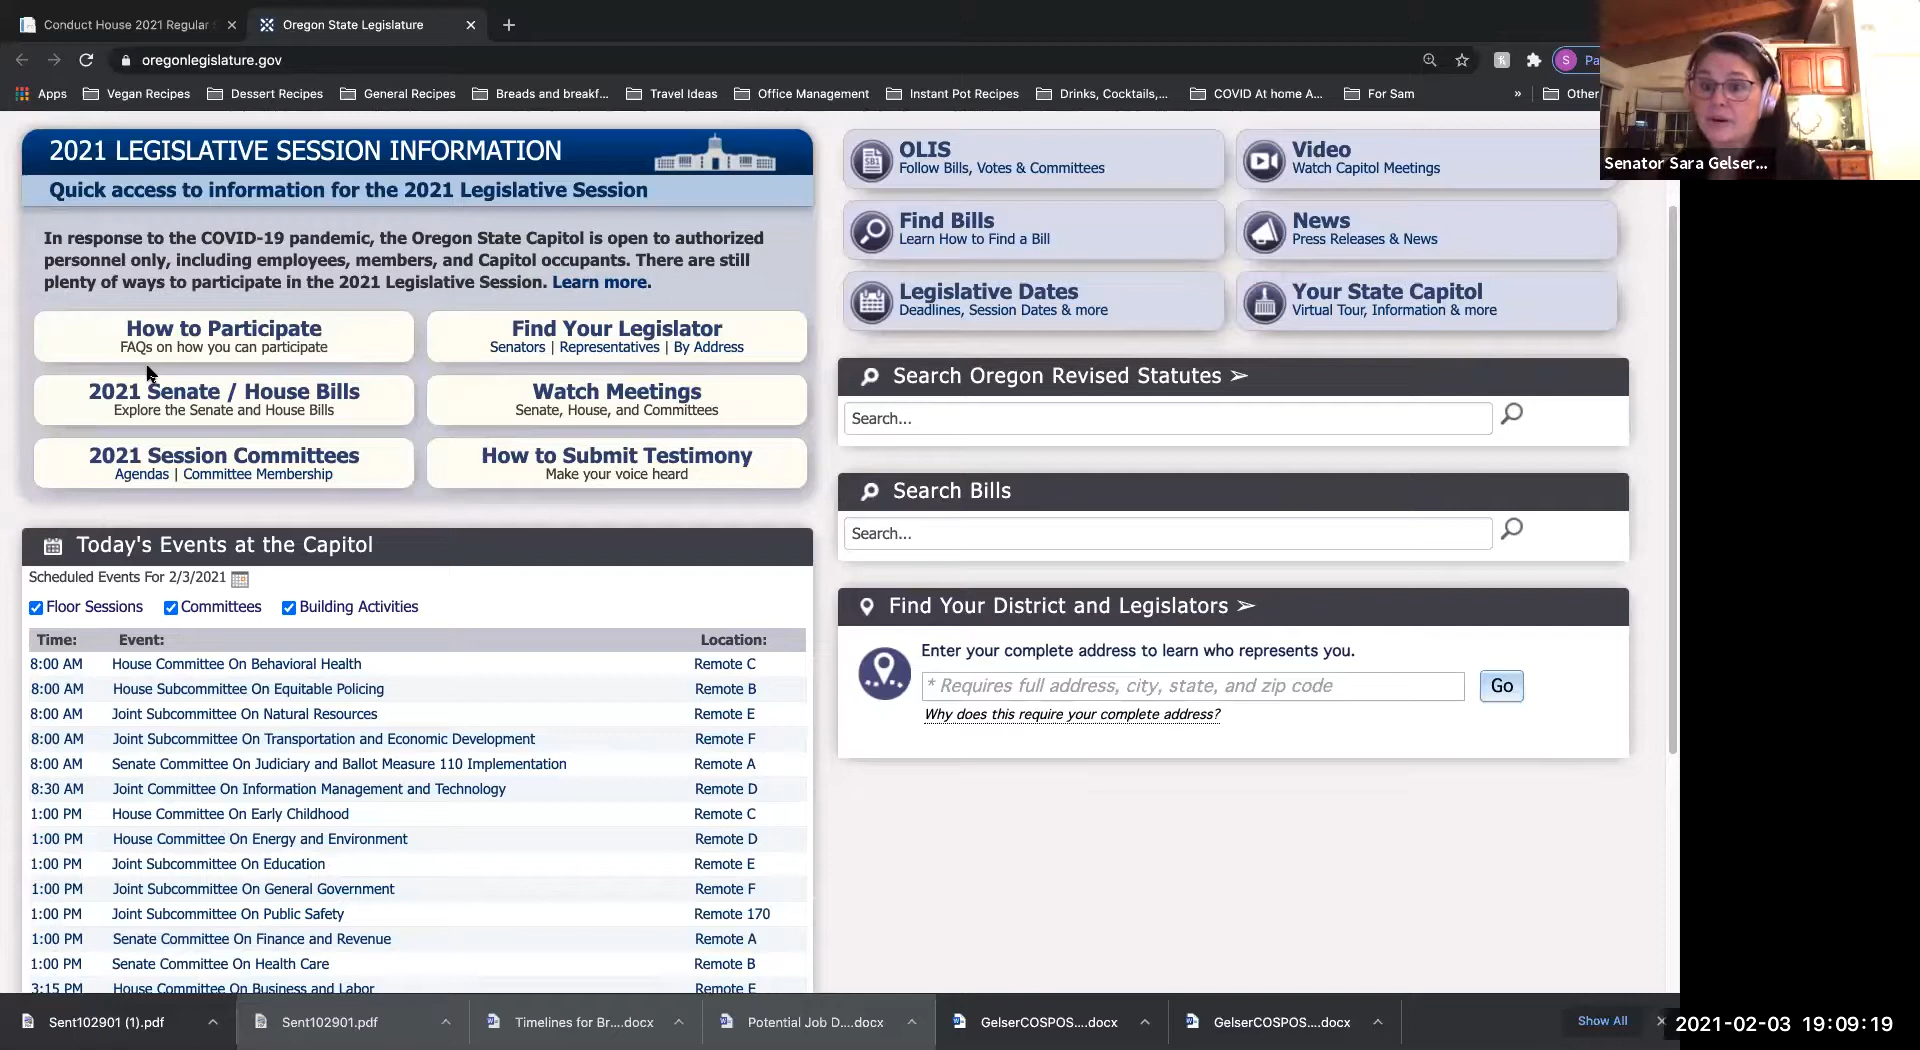 Conduct House 2021 Regular
Oregon State Legislature
oregonlegislature.gov
S
Pa
Apps
Vegan Recipes
Dessert Recipes
General Recipes
Breads and breakf...
Travel Ideas
Office Management
Instant Pot Recipes
Drinks, Cocktails,...
COVID At home A...
For Sam
»
Other
Senator Sara Gelser...
2021 LEGISLATIVE SESSION INFORMATION
Quick access to information for the 2021 Legislative Session
In response to the COVID-19 pandemic, the Oregon State Capitol is open to authorized
personnel only, including employees, members, and Capitol occupants. There are still
plenty of ways to participate in the 2021 Legislative Session. Learn more.
How to Participate
FAQs on how you can participate
Find Your Legislator
Senators | Representatives | By Address
2021 Senate / House Bills
Explore the Senate and House Bills
Watch Meetings
Senate, House, and Committees
2021 Session Committees
Agendas | Committee Membership
How to Submit Testimony
Make your voice heard
SB1
OLIS
Follow Bills, Votes & Committees
Video
Watch Capitol Meetings
Find Bills
Learn How to Find a Bill
News
Press Releases & News
Legislative Dates
Deadlines, Session Dates & more
Your State Capitol
Virtual Tour, Information & more
Search Oregon Revised Statutes ➢
Search...
Search Bills
Search...
Find Your District and Legislators ➢
Enter your complete address to learn who represents you.
* Requires full address, city, state, and zip code
Go
Why does this require your complete address?
Today's Events at the Capitol
Scheduled Events For 2/3/2021
Floor Sessions Committees Building Activities
Time: Event: Location:
8:00 AM House Committee On Behavioral Health Remote C
8:00 AM House Subcommittee On Equitable Policing Remote B
8:00 AM Joint Subcommittee On Natural Resources Remote E
8:00 AM Joint Subcommittee On Transportation and Economic Development Remote F
8:00 AM Senate Committee On Judiciary and Ballot Measure 110 Implementation Remote A
8:30 AM Joint Committee On Information Management and Technology Remote D
1:00 PM House Committee On Early Childhood Remote C
1:00 PM House Committee On Energy and Environment Remote D
1:00 PM Joint Subcommittee On Education Remote E
1:00 PM Joint Subcommittee On General Government Remote F
1:00 PM Joint Subcommittee On Public Safety Remote 170
1:00 PM Senate Committee On Finance and Revenue Remote A
1:00 PM Senate Committee On Health Care Remote B
3:15 PM House Committee On Business and Labor Remote E
Sent102901 (1).pdf
Sent102901.pdf
Timelines for Br....docx
Potential Job D....docx
GelserCOSPOS....docx
GelserCOSPOS....docx
Show All
2021-02-03 19:09:19